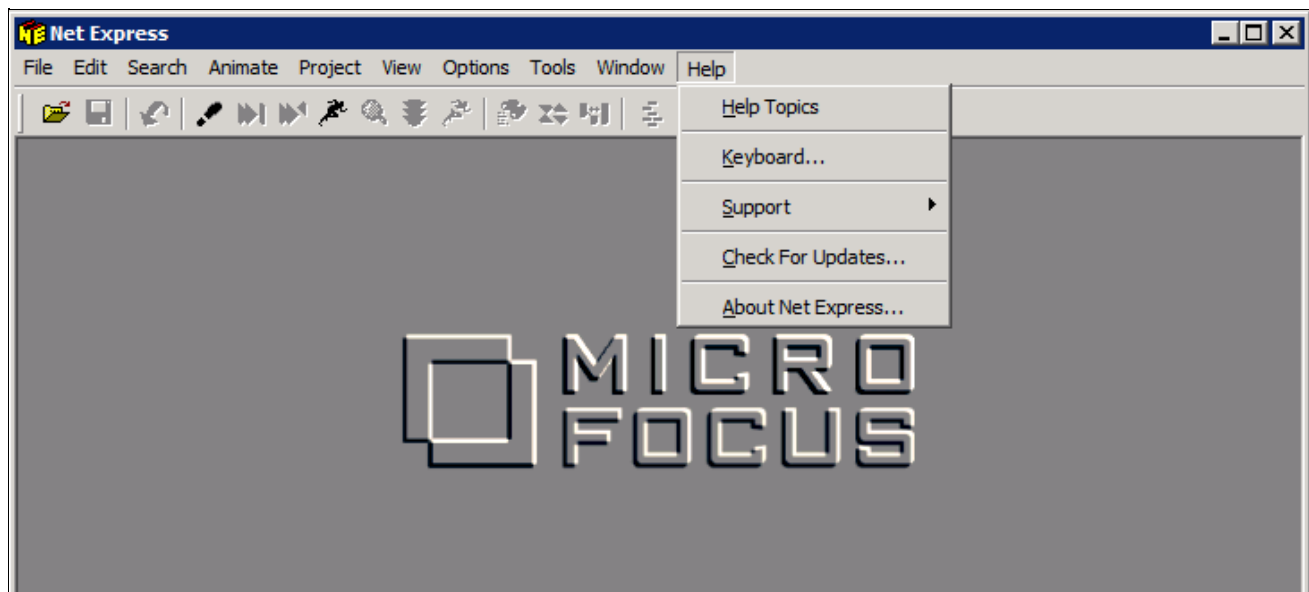 Net Express
File Edit Search Animate Project View Options Tools Window Help
Help Topics
Keyboard...
Support
Check For Updates...
About Net Express...
MICRO
FOCUS